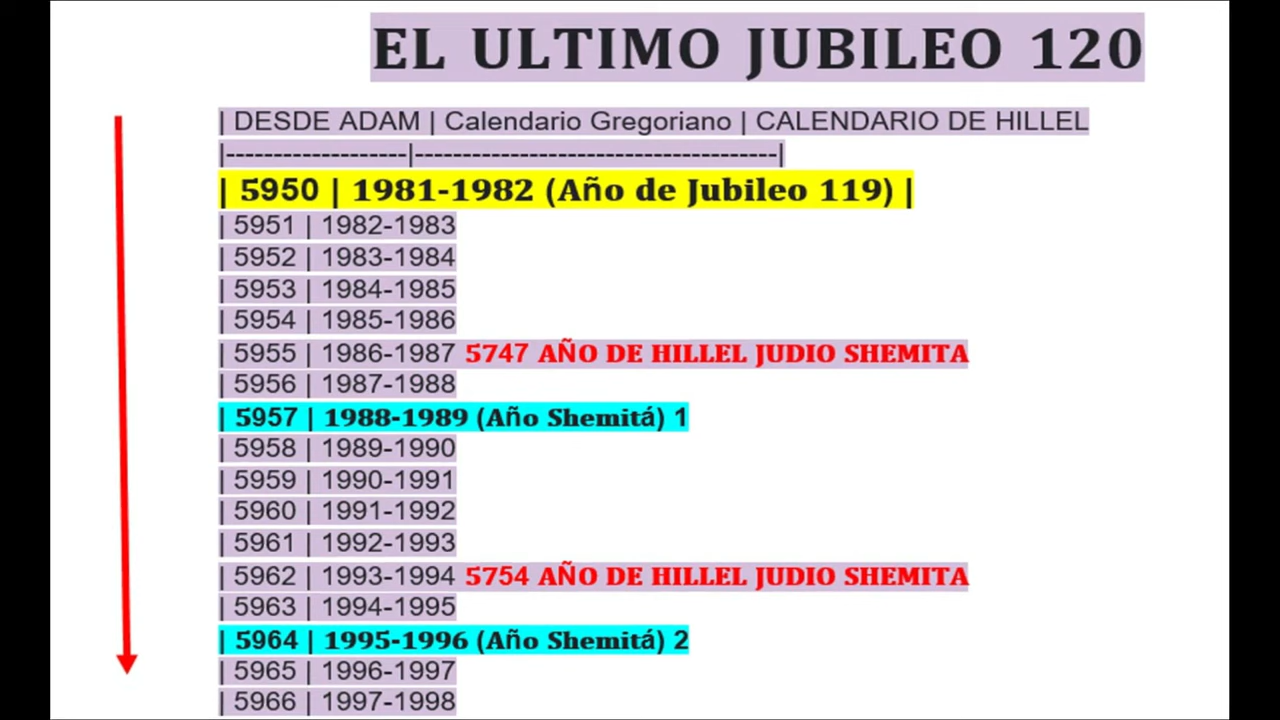 EL ULTIMO JUBILEO 120
| DESDE ADAM | Calendario Gregoriano | CALENDARIO DE HILLEL
|-------------------|--------------------------------------|
| 5950 | 1981-1982 (Año de Jubileo 119) |
| 5951 | 1982-1983
| 5952 | 1983-1984
| 5953 | 1984-1985
| 5954 | 1985-1986
| 5955 | 1986-1987 5747 AÑO DE HILLEL JUDIO SHEMITA
| 5956 | 1987-1988
| 5957 | 1988-1989 (Año Shemitá) 1
| 5958 | 1989-1990
| 5959 | 1990-1991
| 5960 | 1991-1992
| 5961 | 1992-1993
| 5962 | 1993-1994 5754 AÑO DE HILLEL JUDIO SHEMITA
| 5963 | 1994-1995
| 5964 | 1995-1996 (Año Shemitá) 2
| 5965 | 1996-1997
| 5966 | 1997-1998